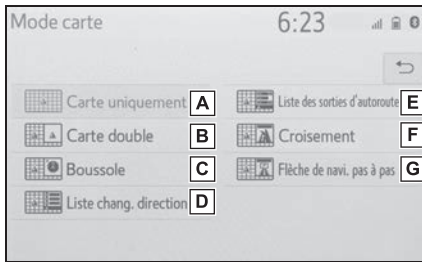 Mode carte 6:23
Carte uniquement A
Carte double B
Boussole C
Liste chang. direction D
Liste des sorties d'autoroute E
Croisement F
Flèche de navi. pas à pas G